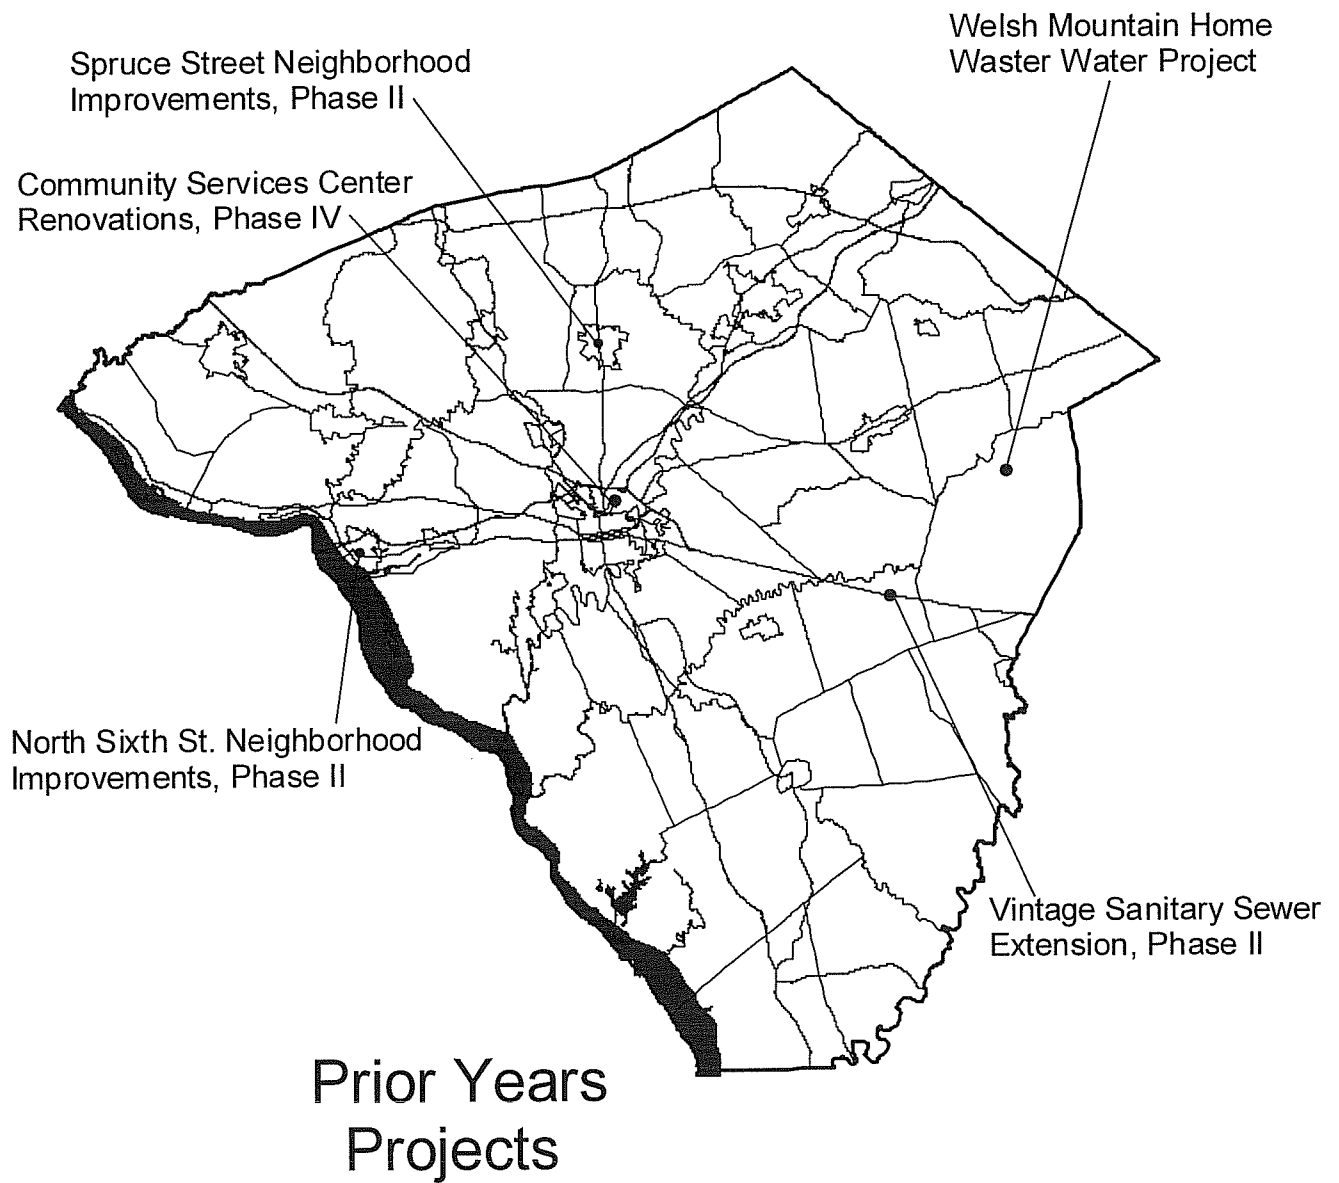 Welsh Mountain Home
Waster Water Project
Spruce Street Neighborhood
Improvements, Phase II
Community Services Center
Renovations, Phase IV
North Sixth St. Neighborhood
Improvements, Phase II
Vintage Sanitary Sewer
Extension, Phase II
Prior Years
Projects